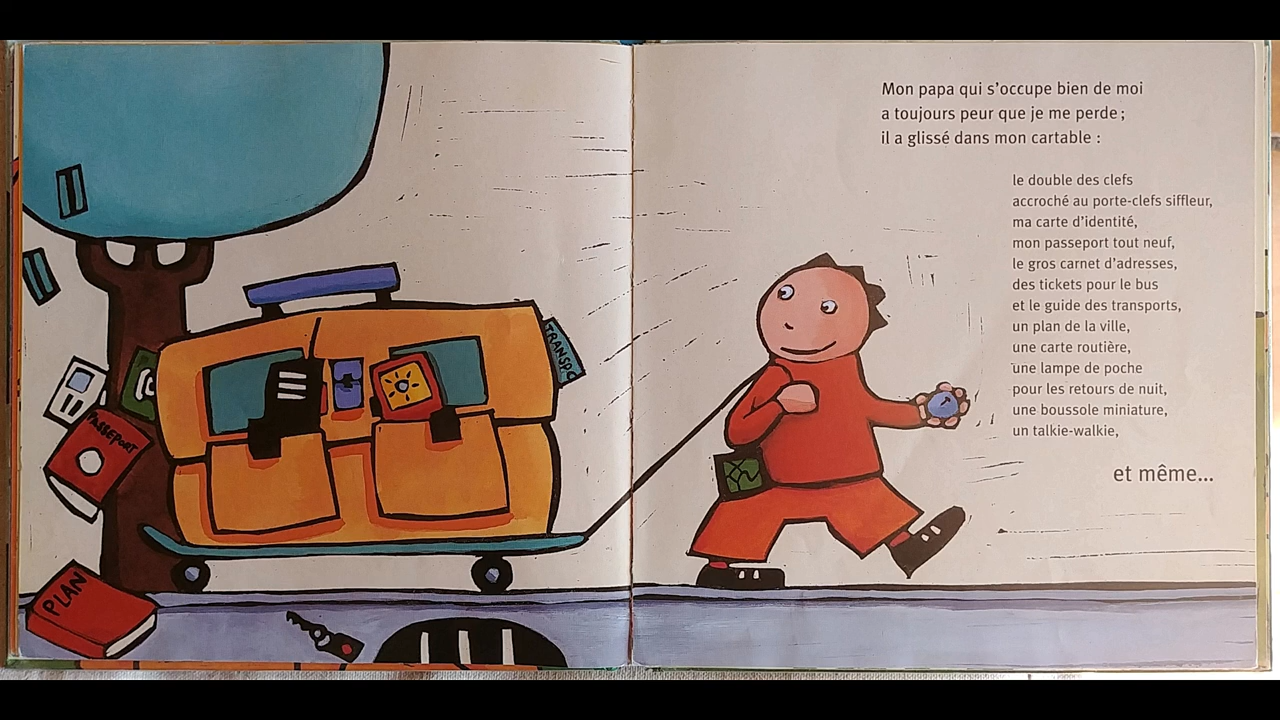 TRANSPO
PASSEPORT
PLAN
Mon papa qui s'occupe bien de moi
a toujours peur que je me perde ;
il a glissé dans mon cartable :
le double des clefs
accroché au porte-clefs siffleur,
ma carte d'identité,
mon passeport tout neuf,
le gros carnet d'adresses,
des tickets pour le bus
et le guide des transports,
un plan de la ville,
une carte routière,
une lampe de poche
pour les retours de nuit,
une boussole miniature,
un talkie-walkie,
et même...